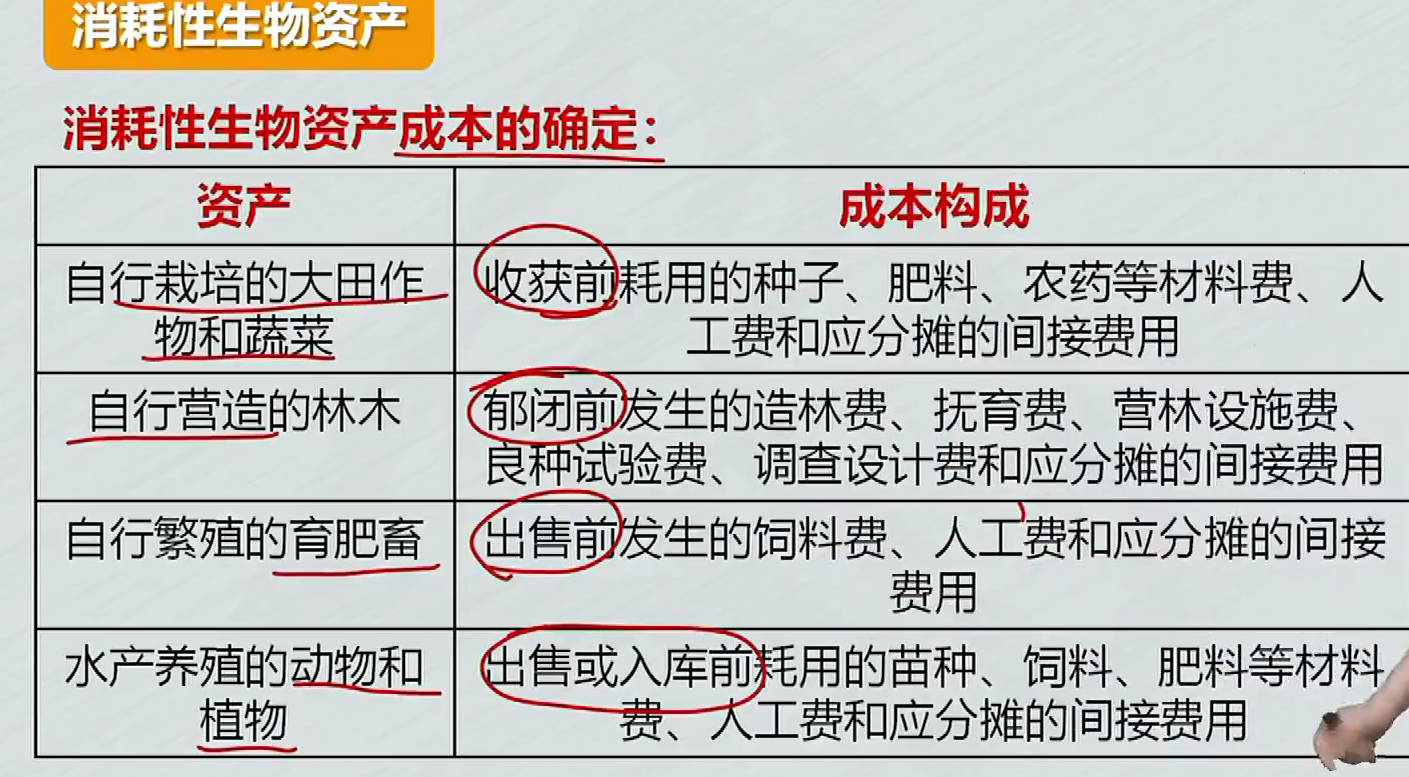 消耗性生物资产
消耗性生物资产成本的确定：
资产
成本构成
自行栽培的大田作
物和蔬菜
收获前耗用的种子、肥料、农药等材料费、人
工费和应分摊的间接费用
自行营造的林木
郁闭前发生的造林费、抚育费、营林设施费、
良种试验费、调查设计费和应分摊的间接费用
自行繁殖的育肥畜
出售前发生的饲料费、人工费和应分摊的间接
费用
水产养殖的动物和
植物
出售或入库前耗用的苗种、饲料、肥料等材料
费、人工费和应分摊的间接费用